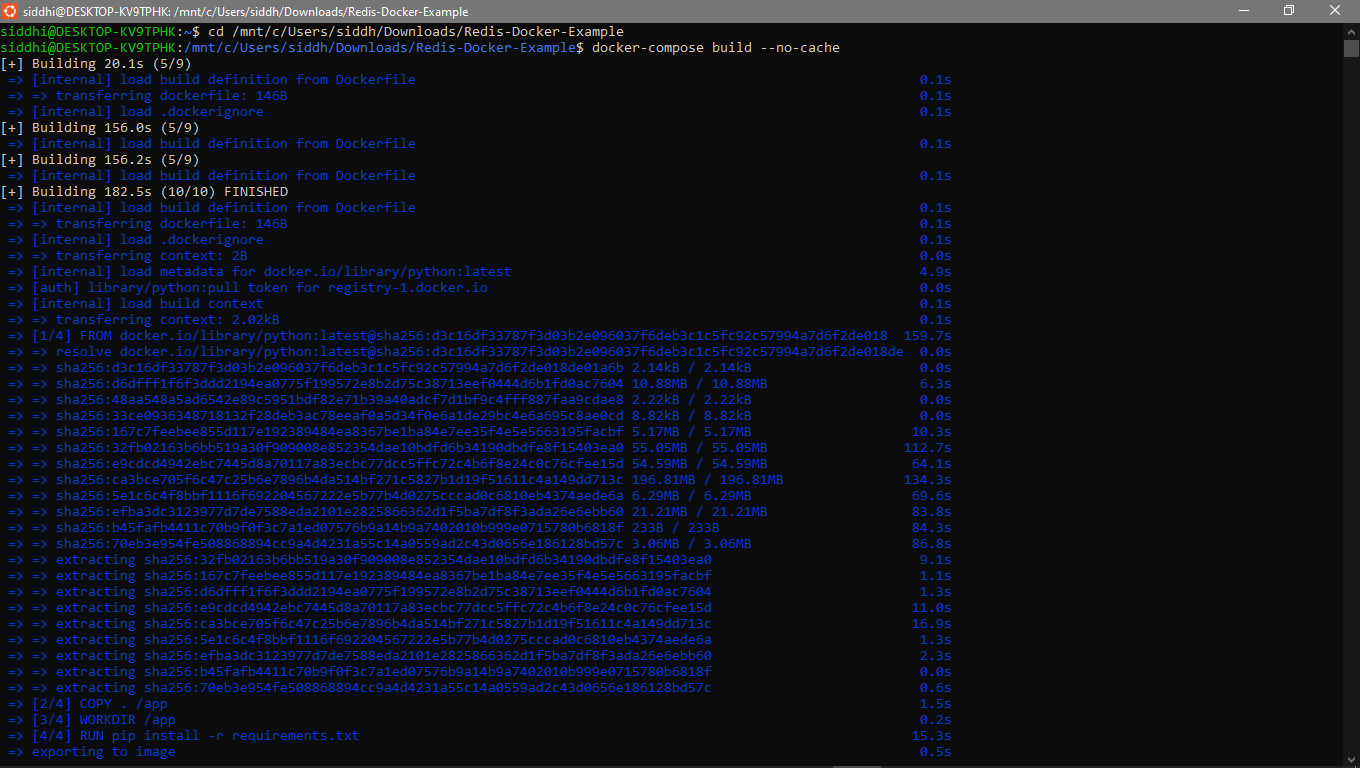 siddhi@DESKTOP-KV9TPHK: /mnt/c/Users/siddh/Downloads/Redis-Docker-Example
siddhi@DESKTOP-KV9TPHK:~$ cd /mnt/c/Users/siddh/Downloads/Redis-Docker-Example
siddhi@DESKTOP-KV9TPHK:/mnt/c/Users/siddh/Downloads/Redis-Docker-Example$ docker-compose build --no-cache
[+] Building 20.1s (5/9)
=> [internal] load build definition from Dockerfile 0.1s
=> => transferring dockerfile: 146B 0.1s
=> [internal] load .dockerignore 0.1s
[+] Building 156.0s (5/9)
=> [internal] load build definition from Dockerfile 0.1s
[+] Building 156.2s (5/9)
=> [internal] load build definition from Dockerfile 0.1s
[+] Building 182.5s (10/10) FINISHED
=> [internal] load build definition from Dockerfile 0.1s
=> => transferring dockerfile: 146B 0.1s
=> [internal] load .dockerignore 0.1s
=> => transferring context: 2B 0.0s
=> [internal] load metadata for docker.io/library/python:latest 4.9s
=> [auth] library/python:pull token for registry-1.docker.io 0.0s
=> [internal] load build context 0.1s
=> => transferring context: 2.02kB 0.1s
=> [1/4] FROM docker.io/library/python:latest@sha256:d3c16df33787f3d03b2e096037f6deb3c1c5fc92c57994a7d6f2de018 159.7s
=> => resolve docker.io/library/python:latest@sha256:d3c16df33787f3d03b2e096037f6deb3c1c5fc92c57994a7d6f2de018de 0.0s
=> => sha256:d3c16df33787f3d03b2e096037f6deb3c1c5fc92c57994a7d6f2de018de01a6b 2.14kB / 2.14kB 0.0s
=> => sha256:d6dfff1f6f3ddd2194ea0775f199572e8b2d75c38713eef0444d6b1fd0ac7604 10.88MB / 10.88MB 6.3s
=> => sha256:48aa548a5ad6542e89c5951bdf82e71b39a40adcf7d1bf9c4fff887faa9cdae8 2.22kB / 2.22kB 0.0s
=> => sha256:33ce0936348718132f28deb3ac78eeaf0a5d34f0e6a1de29bc4e6a695c8ae0cd 8.82kB / 8.82kB 0.0s
=> => sha256:167c7feebee855d117e192389484ea8367be1ba84e7ee35f4e5e5663195facbf 5.17MB / 5.17MB 10.3s
=> => sha256:32fb02163b6bb519a30f909008e852354dae10bdfd6b34190dbdfe8f15403ea0 55.05MB / 55.05MB 112.7s
=> => sha256:e9cdcd4942ebc7445d8a70117a83ecbc77dcc5ffc72c4b6f8e24c0c76cfee15d 54.59MB / 54.59MB 64.1s
=> => sha256:ca3bce705f6c47c25b6e7896b4da514bf271c5827b1d19f51611c4a149dd713c 196.81MB / 196.81MB 134.3s
=> => sha256:5e1c6c4f8bbf1116f692204567222e5b77b4d0275cccad0c6810eb4374aede6a 6.29MB / 6.29MB 69.6s
=> => sha256:efba3dc3123977d7de7588eda2101e2825866362d1f5ba7df8f3ada26e6ebb60 21.21MB / 21.21MB 83.8s
=> => sha256:b45fafb4411c70b9f0f3c7a1ed07576b9a14b9a7402010b999e0715780b6818f 233B / 233B 84.3s
=> => sha256:70eb3e954fe508868894cc9a4d4231a55c14a0559ad2c43d0656e186128bd57c 3.06MB / 3.06MB 86.8s
=> => extracting sha256:32fb02163b6bb519a30f909008e852354dae10bdfd6b34190dbdfe8f15403ea0 9.1s
=> => extracting sha256:167c7feebee855d117e192389484ea8367be1ba84e7ee35f4e5e5663195facbf 1.1s
=> => extracting sha256:d6dfff1f6f3ddd2194ea0775f199572e8b2d75c38713eef0444d6b1fd0ac7604 1.3s
=> => extracting sha256:e9cdcd4942ebc7445d8a70117a83ecbc77dcc5ffc72c4b6f8e24c0c76cfee15d 11.0s
=> => extracting sha256:ca3bce705f6c47c25b6e7896b4da514bf271c5827b1d19f51611c4a149dd713c 16.9s
=> => extracting sha256:5e1c6c4f8bbf1116f692204567222e5b77b4d0275cccad0c6810eb4374aede6a 1.3s
=> => extracting sha256:efba3dc3123977d7de7588eda2101e2825866362d1f5ba7df8f3ada26e6ebb60 2.3s
=> => extracting sha256:b45fafb4411c70b9f0f3c7a1ed07576b9a14b9a7402010b999e0715780b6818f 0.0s
=> => extracting sha256:70eb3e954fe508868894cc9a4d4231a55c14a0559ad2c43d0656e186128bd57c 0.6s
=> [2/4] COPY . /app 1.5s
=> [3/4] WORKDIR /app 0.2s
=> [4/4] RUN pip install -r requirements.txt 15.3s
=> exporting to image 0.5s